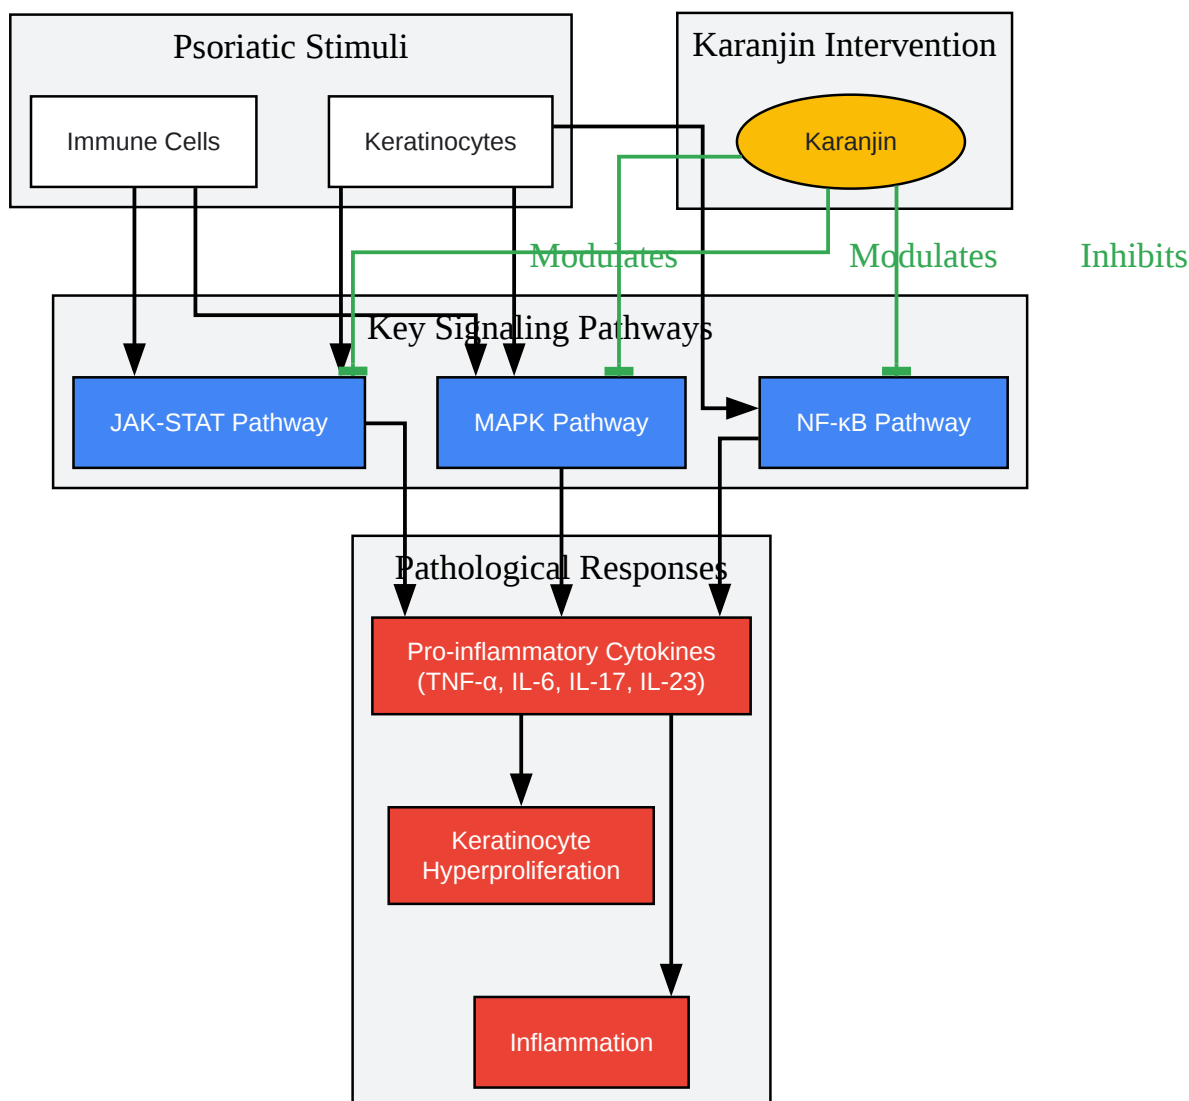 Psoriatic Stimuli
Karanjin Intervention
Immune Cells
Keratinocytes
Karanjin
Modulates
Modulates
Inhibits
Key Signaling Pathways
JAK-STAT Pathway
MAPK Pathway
NF-κB Pathway
Pathological Responses
Pro-inflammatory Cytokines
(TNF-α, IL-6, IL-17, IL-23)
Keratinocyte
Hyperproliferation
Inflammation